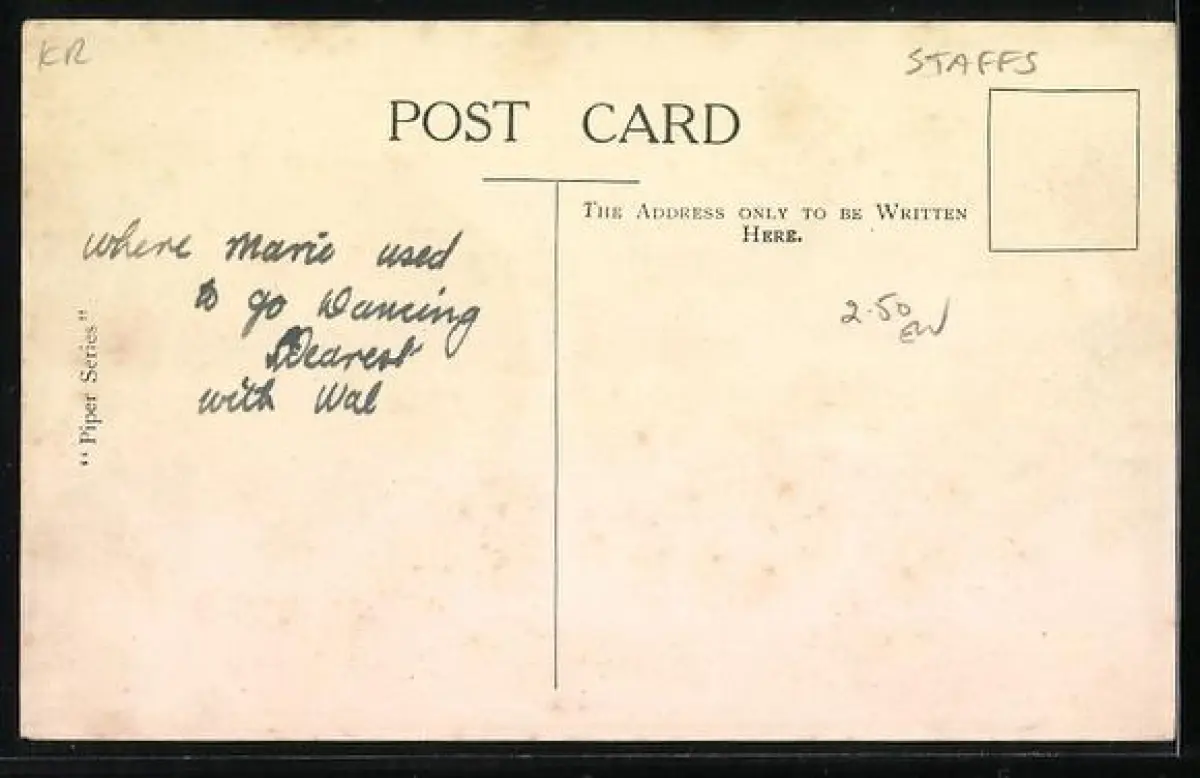 KR
STAFFS
POST CARD
THE ADDRESS ONLY TO BE WRITTEN
HERE.
where Marie used
to go Dancing
Dearest
with Wal
2.50
"Piper Series"